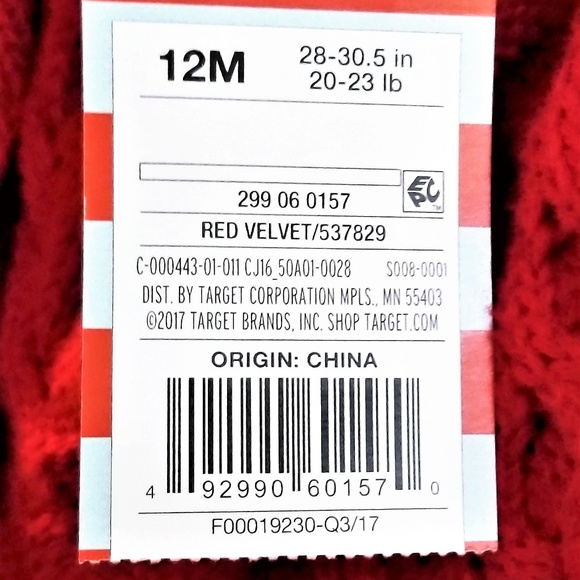 12M
28-30.5 in
20-23 lb
299 06 0157
EPC™
RED VELVET/537829
C-000443-01-011 CJ16_50A01-0028 S008-0001
DIST. BY TARGET CORPORATION MPLS., MN 55403
©2017 TARGET BRANDS, INC. SHOP TARGET.COM
ORIGIN: CHINA
4 92990 60157 0
F00019230-Q3/17